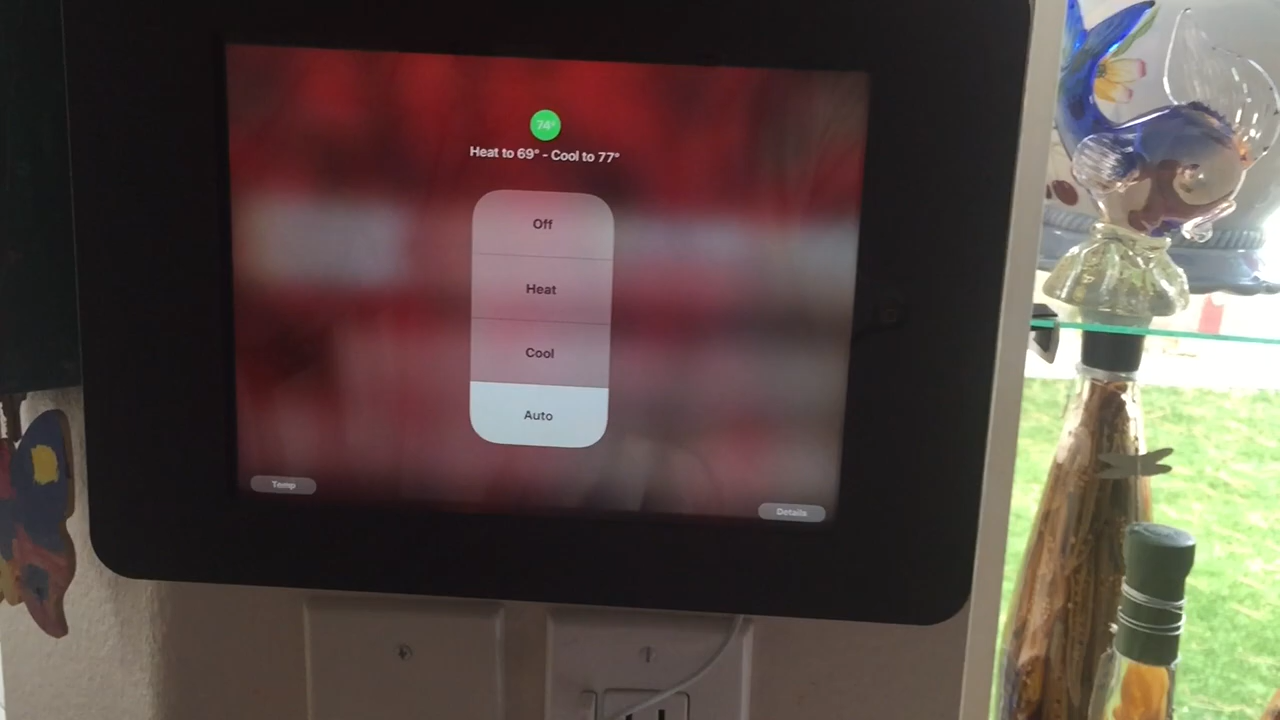 74°
Heat to 69° - Cool to 77°
Off
Heat
Cool
Auto
Temp
Details